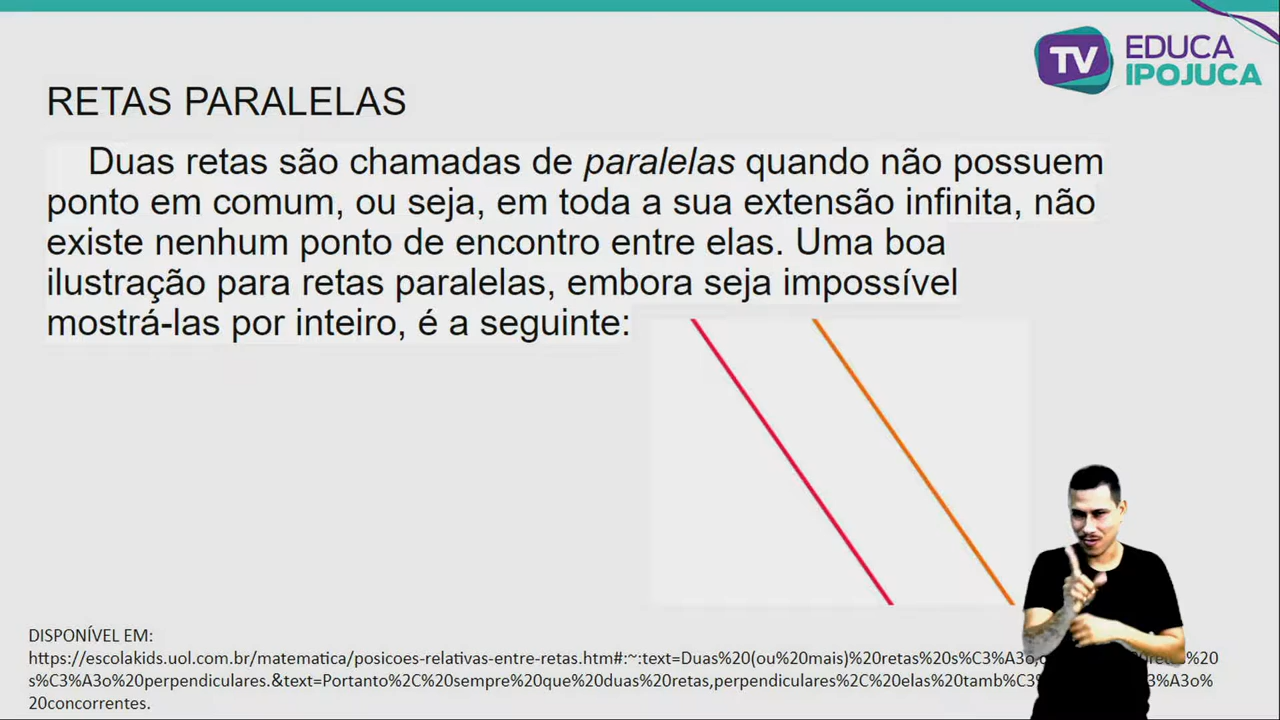 TV EDUCA
IPOJUCA
RETAS PARALELAS
Duas retas são chamadas de paralelas quando não possuem
ponto em comum, ou seja, em toda a sua extensão infinita, não
existe nenhum ponto de encontro entre elas. Uma boa
ilustração para retas paralelas, embora seja impossível
mostrá-las por inteiro, é a seguinte:
DISPONÍVEL EM:
https://escolakids.uol.com.br/matematica/posicoes-relativas-entre-retas.htm#:~:text=Duas%20(ou%20mais)%20retas%20s%C3%A3o,
s%C3%A3o%20perpendiculares.&text=Portanto%2C%20sempre%20que%20duas%20retas,perpendiculares%2C%20elas%20tamb%C3
%20concorrentes.